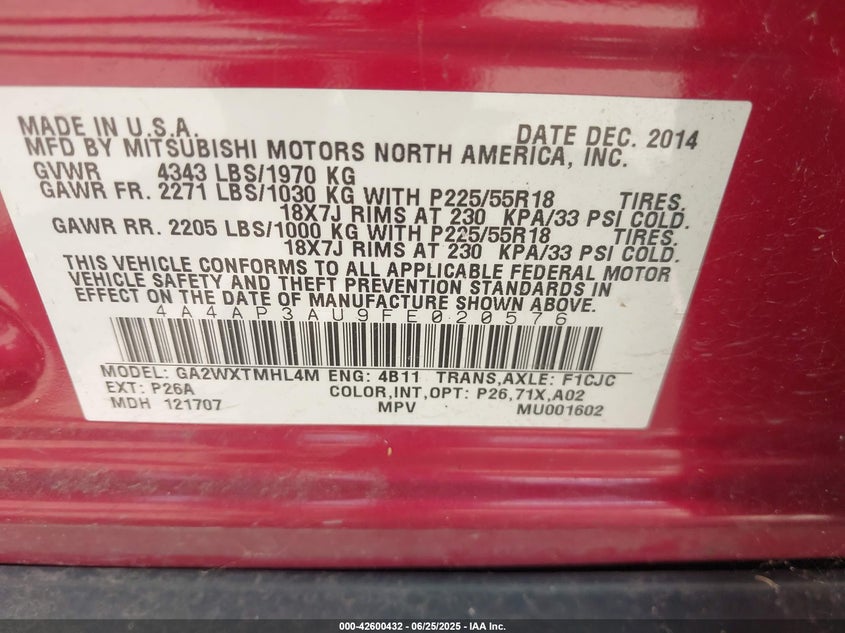 MADE IN U.S.A. DATE DEC. 2014
MFD BY MITSUBISHI MOTORS NORTH AMERICA, INC.
GVWR 4343 LBS/1970 KG
GAWR FR. 2271 LBS/1030 KG WITH P225/55R18 TIRES.
18X7J RIMS AT 230 KPA/33 PSI COLD.
GAWR RR. 2205 LBS/1000 KG WITH P225/55R18 TIRES.
18X7J RIMS AT 230 KPA/33 PSI COLD.
THIS VEHICLE CONFORMS TO ALL APPLICABLE FEDERAL MOTOR
VEHICLE SAFETY AND THEFT PREVENTION STANDARDS IN
EFFECT ON THE DATE OF MANUFACTURE SHOWN ABOVE.
4A4AP3AU9FE020576
MODEL: GA2WXTMHL4M ENG: 4B11 TRANS,AXLE: F1CJC
EXT: P26A COLOR,INT,OPT: P26,71X,A02
MDH 121707 MPV MU001602
000-42600432 - 06/25/2025 - IAA Inc.